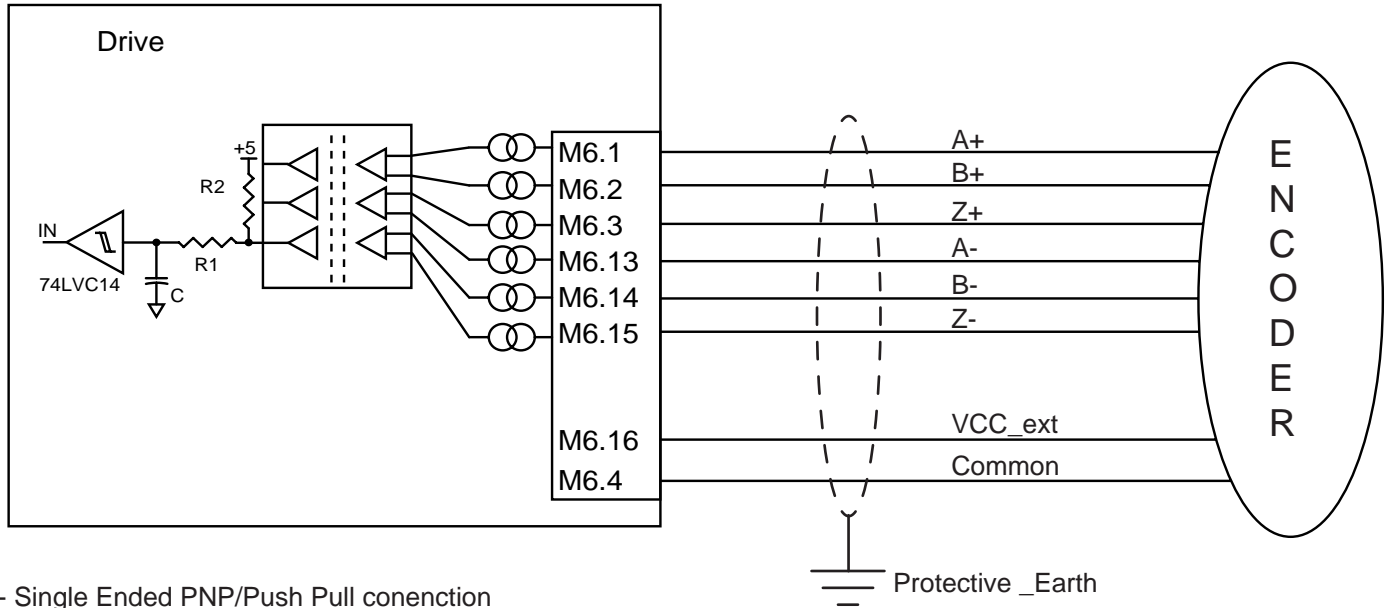 Drive
+5
R2
IN
R1
74LVC14
C
M6.1
M6.2
M6.3
M6.13
M6.14
M6.15
M6.16
M6.4
A+
B+
Z+
A-
B-
Z-
VCC_ext
Common
E
N
C
O
D
E
R
Protective _Earth
- Single Ended PNP/Push Pull conenction